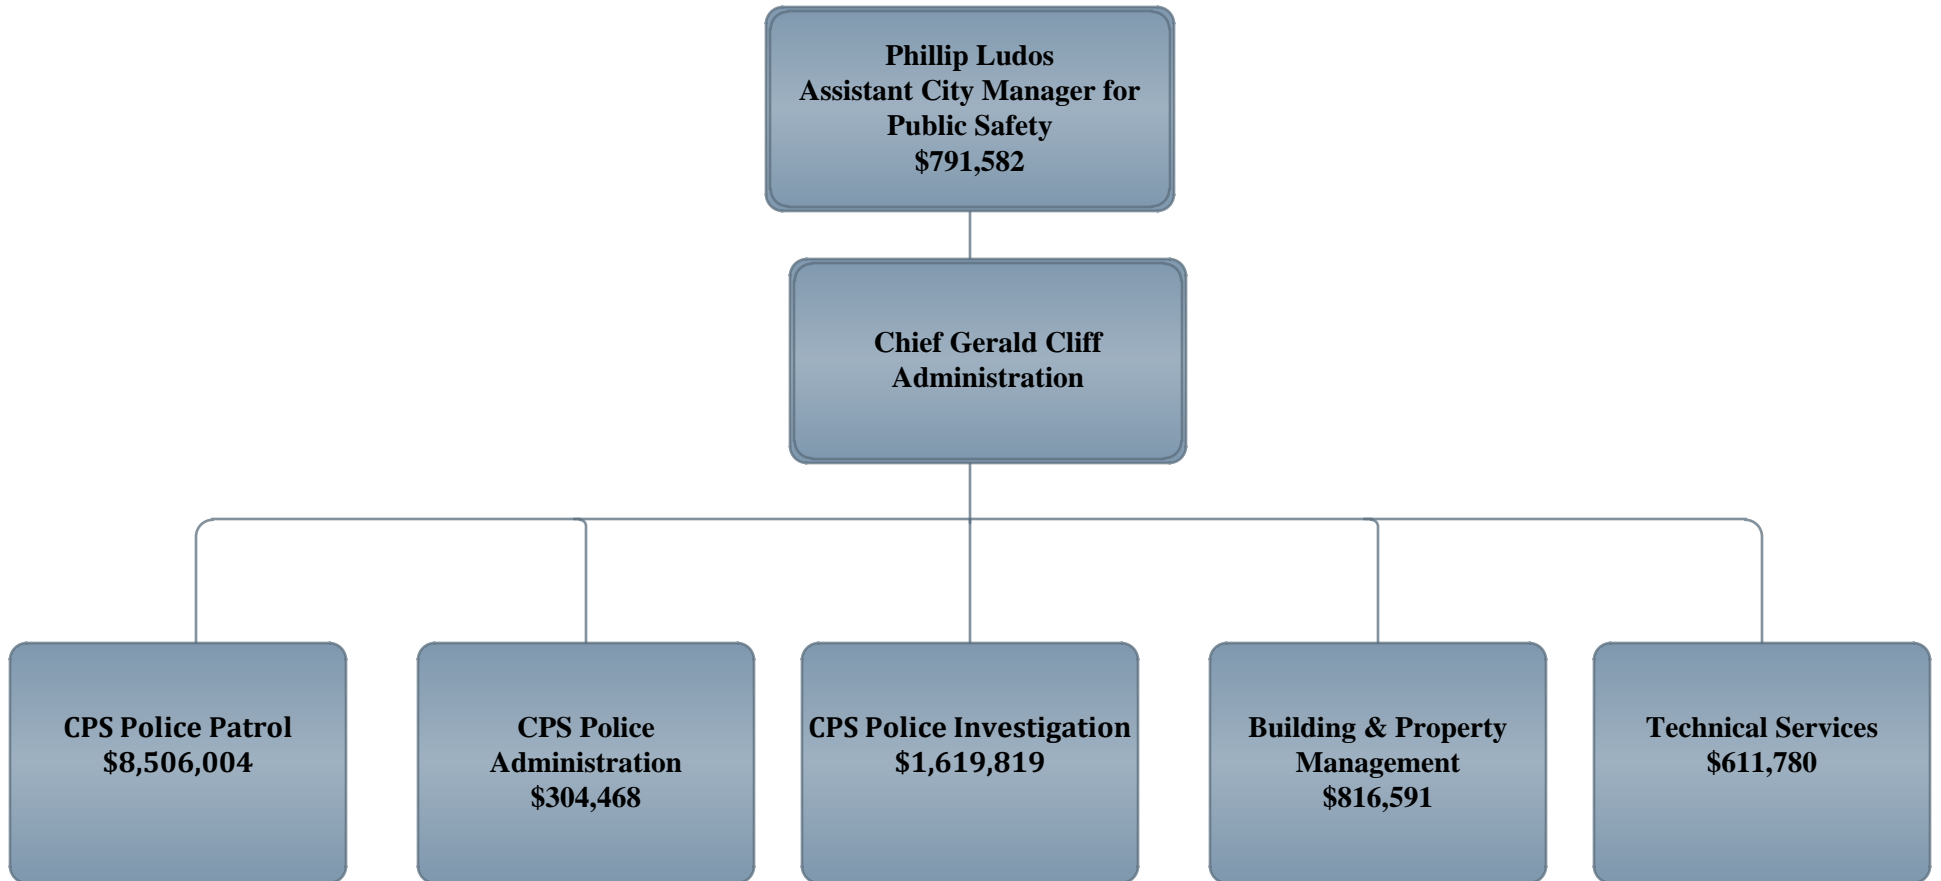 Phillip Ludos
Assistant City Manager for
Public Safety
$791,582
Chief Gerald Cliff
Administration
CPS Police Patrol
$8,506,004
CPS Police
Administration
$304,468
CPS Police Investigation
$1,619,819
Building & Property
Management
$816,591
Technical Services
$611,780